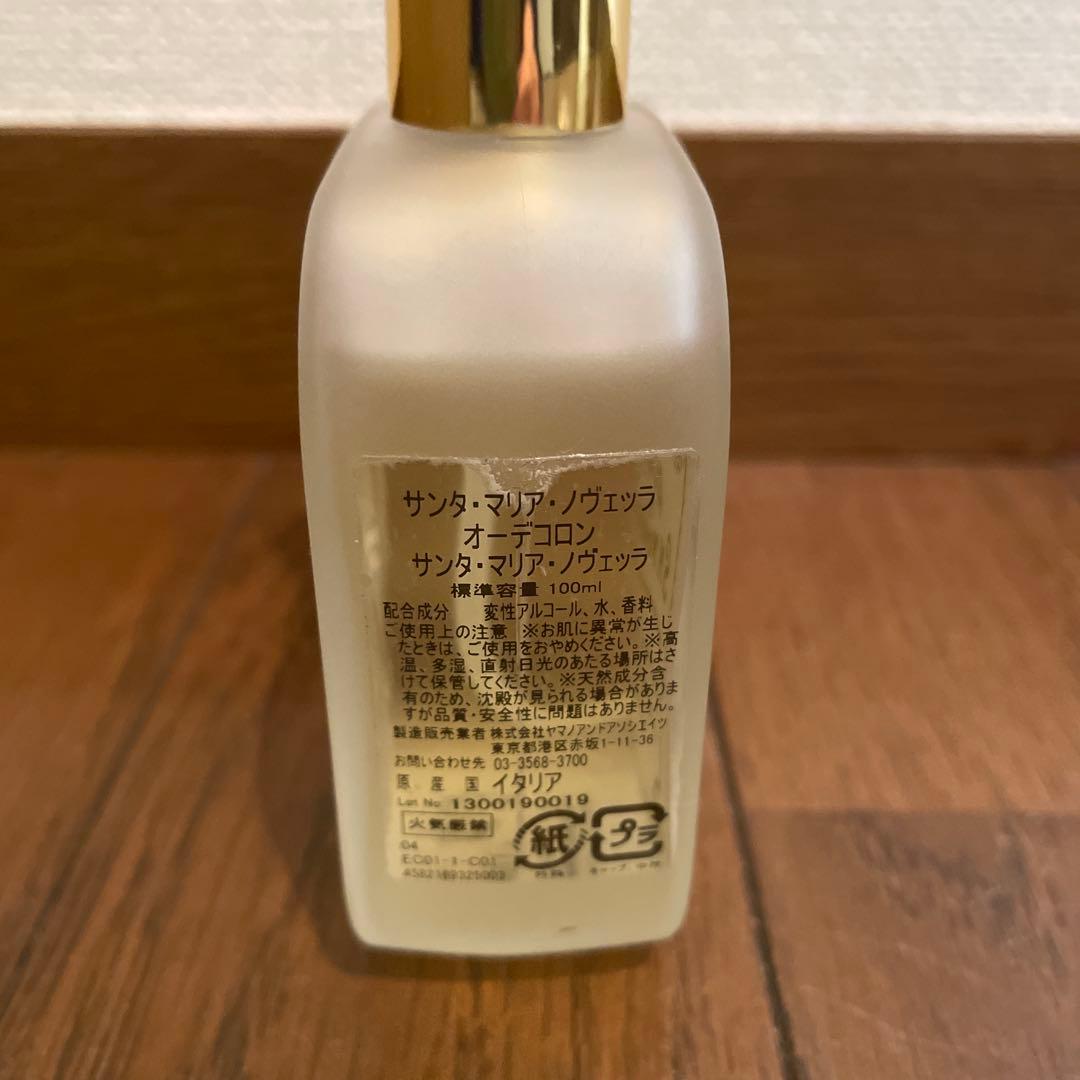 サンタ・マリア・ノヴェッラ
オーデコロン
サンタ・マリア・ノヴェッラ
標準容量 100ml
配合成分 変性アルコール、水、香料
ご使用上の注意 ※お肌に異常が生じ
たときは、ご使用をおやめください。※高
温、多湿、直射日光のあたる場所はさ
けて保管してください。※天然成分含
有のため、沈殿が見られる場合がありま
すが品質・安全性に問題はありません。
製造販売業者 株式会社ヤマノアンドアソシエイツ
東京都港区赤坂1-11-36
お問い合わせ先 03-3568-3700
原産国 イタリア
Lot No. 1300190019
火気厳禁
紙 プラ
04
EC01-1-C01